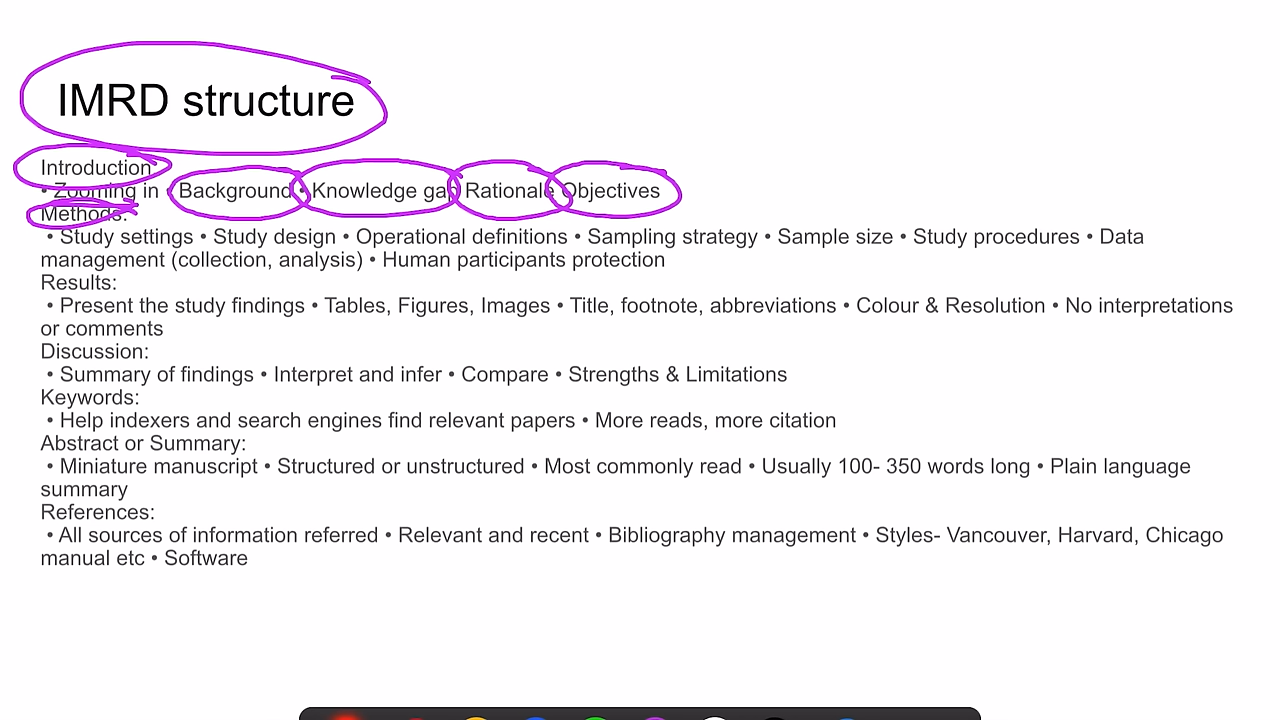 IMRD structure
Introduction
• Zooming in • Background • Knowledge gap Rationale Objectives
Methods:
• Study settings • Study design • Operational definitions • Sampling strategy • Sample size • Study procedures • Data
management (collection, analysis) • Human participants protection
Results:
• Present the study findings • Tables, Figures, Images • Title, footnote, abbreviations • Colour & Resolution • No interpretations
or comments
Discussion:
• Summary of findings • Interpret and infer • Compare • Strengths & Limitations
Keywords:
• Help indexers and search engines find relevant papers • More reads, more citation
Abstract or Summary:
• Miniature manuscript • Structured or unstructured • Most commonly read • Usually 100- 350 words long • Plain language
summary
References:
• All sources of information referred • Relevant and recent • Bibliography management • Styles- Vancouver, Harvard, Chicago
manual etc • Software